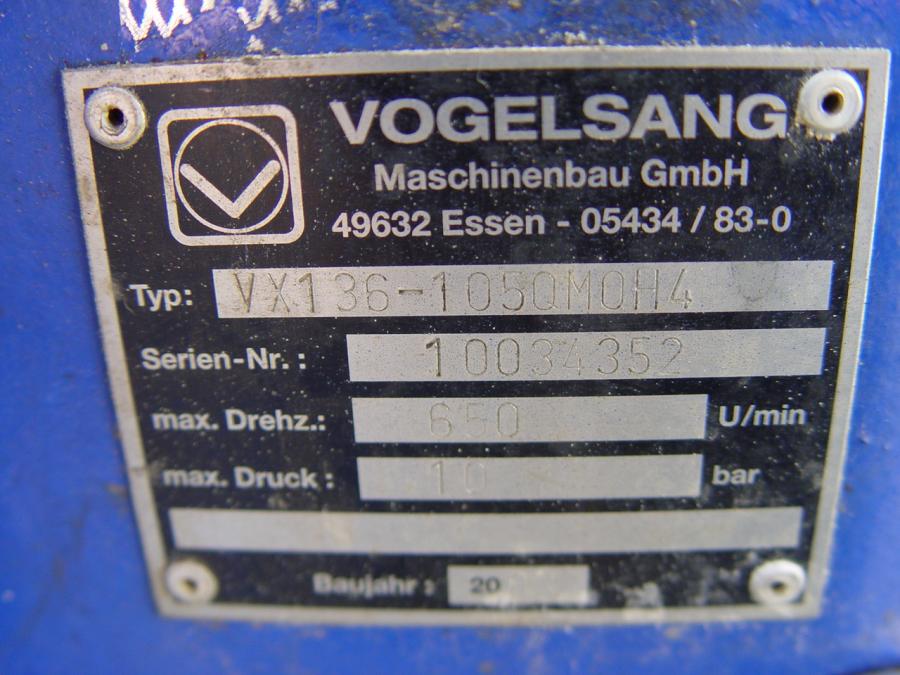 VOGELSANG
Maschinenbau GmbH
49632 Essen - 05434 / 83-0
Typ: VX136-105QM0H4
Serien-Nr.: 10034352
max. Drehz.: 650 U/min
max. Druck: 10 bar
Baujahr: 20